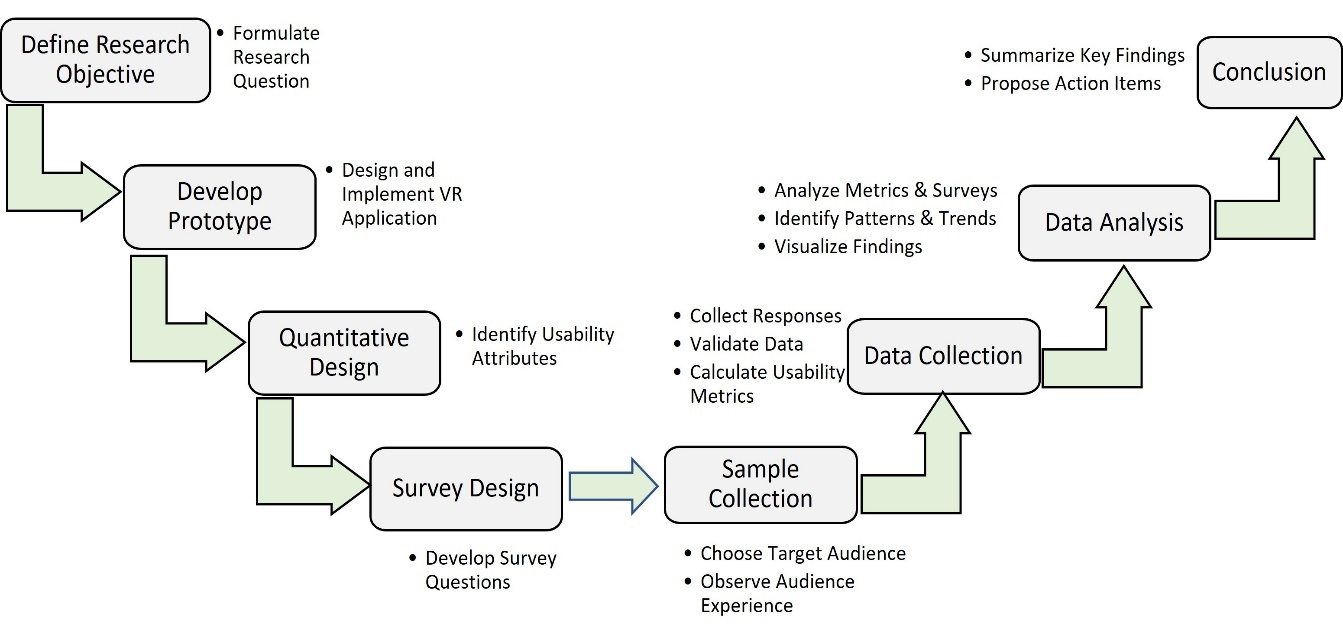 Define Research
Objective
• Formulate
Research
Question
Develop
Prototype
• Design and
Implement VR
Application
Quantitative
Design
• Identify Usability
Attributes
Survey Design
• Develop Survey
Questions
Sample
Collection
• Choose Target Audience
• Observe Audience
Experience
Data Collection
• Collect Responses
• Validate Data
• Calculate Usability
Metrics
Data Analysis
• Analyze Metrics & Surveys
• Identify Patterns & Trends
• Visualize Findings
Conclusion
• Summarize Key Findings
• Propose Action Items